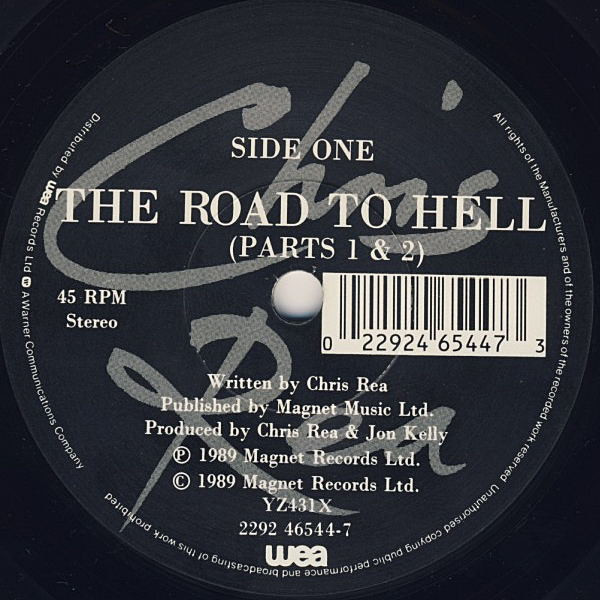 Chris
Rea
SIDE ONE
THE ROAD TO HELL
(PARTS 1 & 2)
45 RPM
Stereo
0 22924 65447 3
Written by Chris Rea
Published by Magnet Music Ltd.
Produced by Chris Rea & Jon Kelly
℗ 1989 Magnet Records Ltd.
© 1989 Magnet Records Ltd.
YZ431X
2292 46544-7
wea
Distributed by Records Ltd. A Warner Communications Company
All rights of the Manufacturers and of the owners of the recorded work reserved. Unauthorised copying public performance and broadcasting of this work prohibited